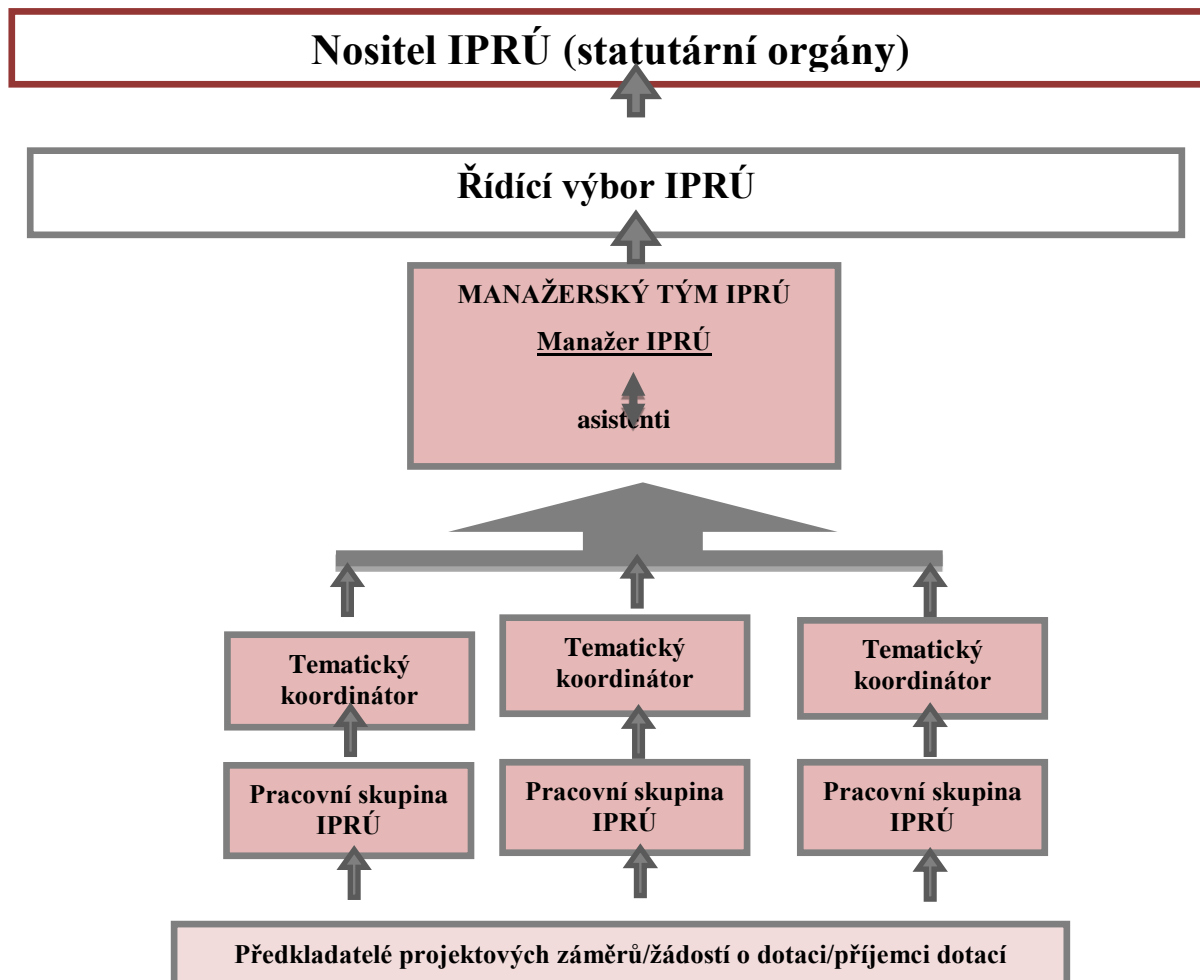 Nositel IPRÚ (statutární orgány)
Řídící výbor IPRÚ
MANAŽERSKÝ TÝM IPRÚ
Manažer IPRÚ
asistenti
Tematický
koordinátor
Tematický
koordinátor
Tematický
koordinátor
Pracovní skupina
IPRÚ
Pracovní skupina
IPRÚ
Pracovní skupina
IPRÚ
Předkladatelé projektových záměrů/žádostí o dotaci/příjemci dotací